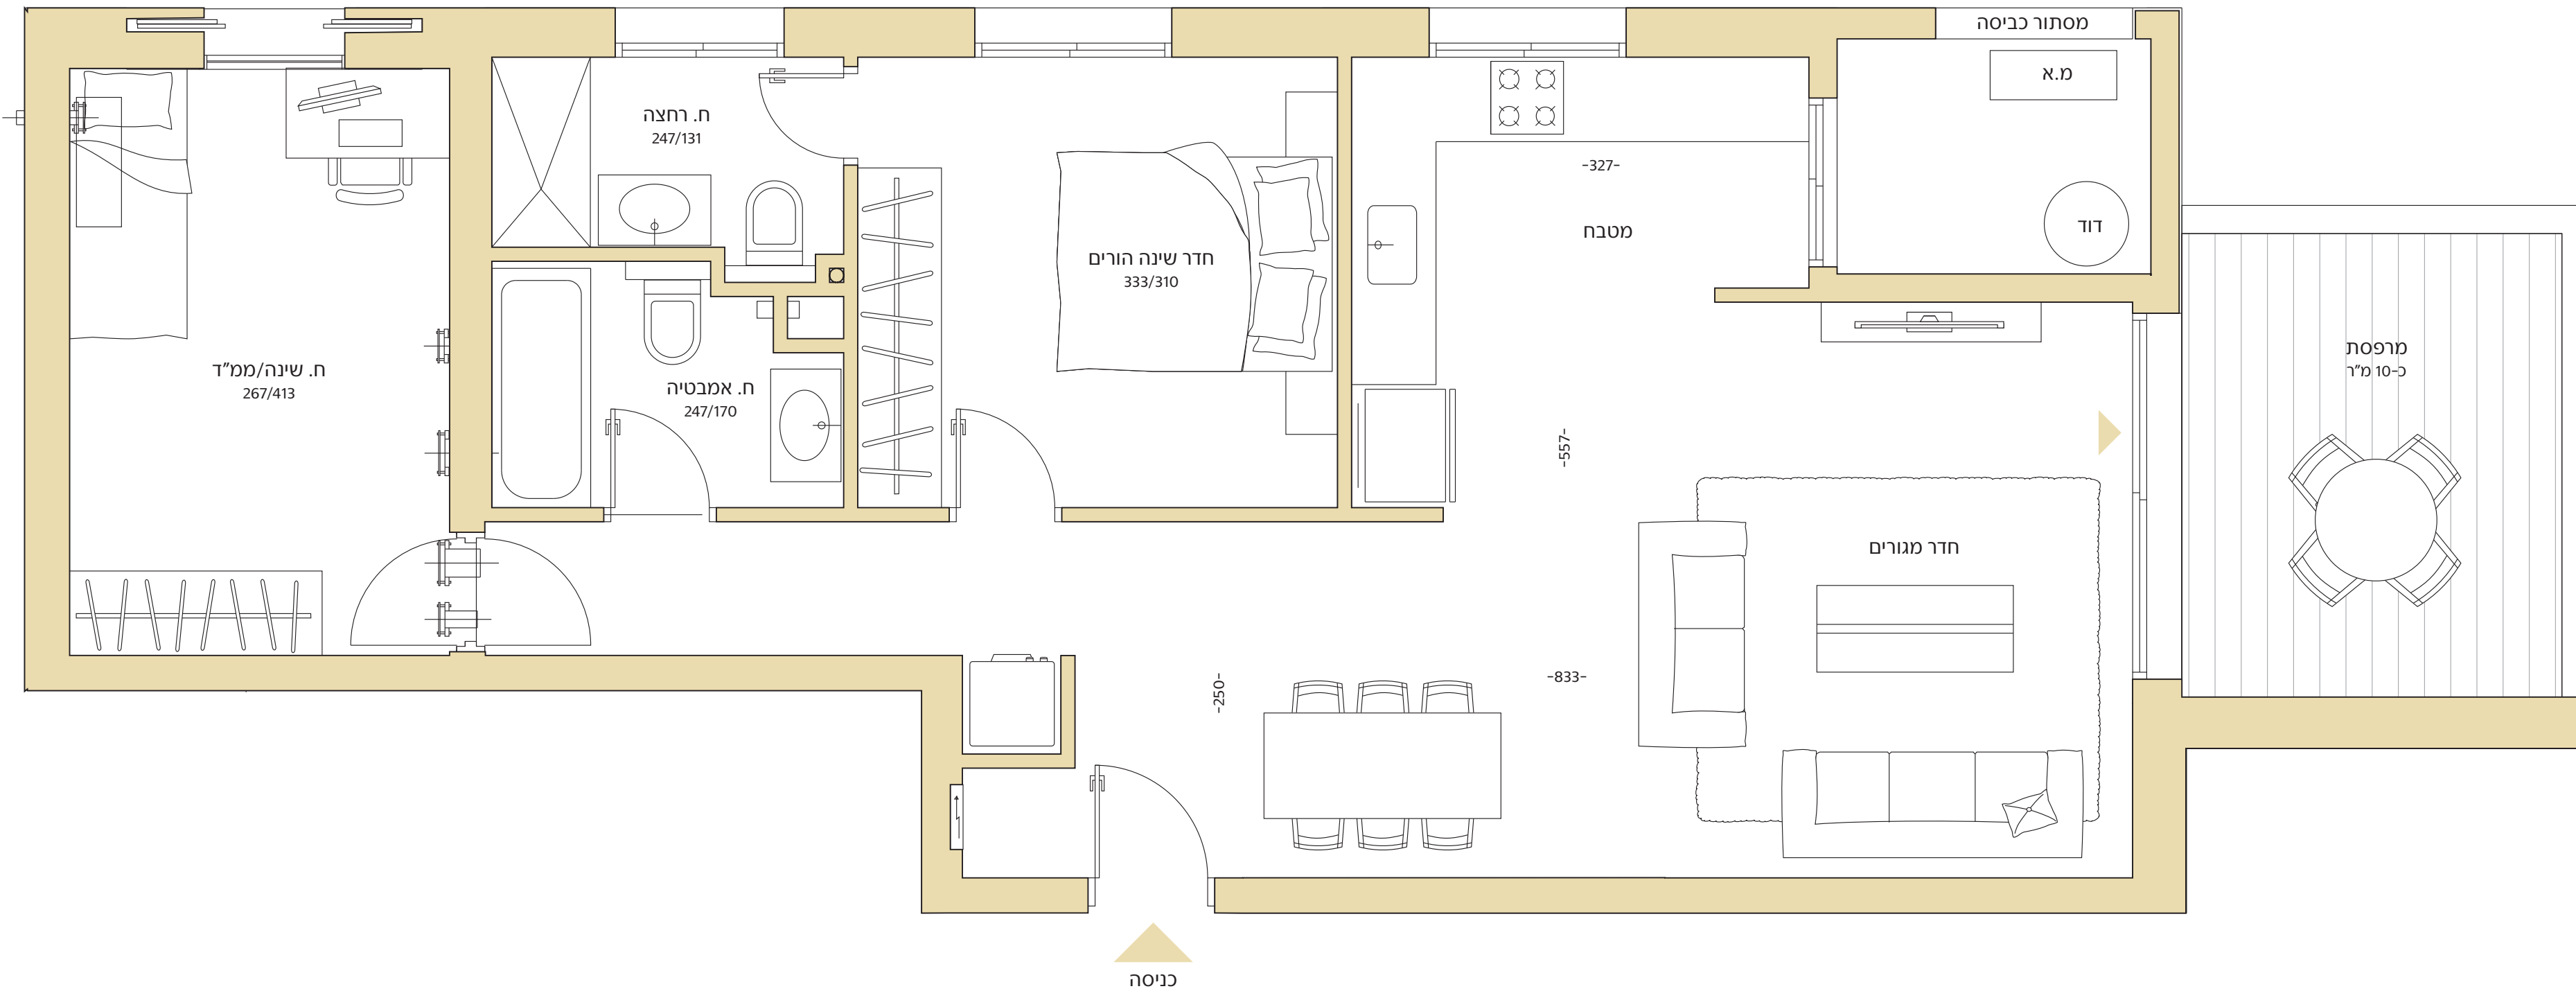 מסתור כביסה
מ.א
דוד
ח. רחצה
247/131
-327-
מטבח
חדר שינה הורים
333/310
מרפסת
כ-10 מ"ר
ח. שינה/ממ"ד
267/413
ח. אמבטיה
247/170
-557-
חדר מגורים
-833-
-250-
כניסה